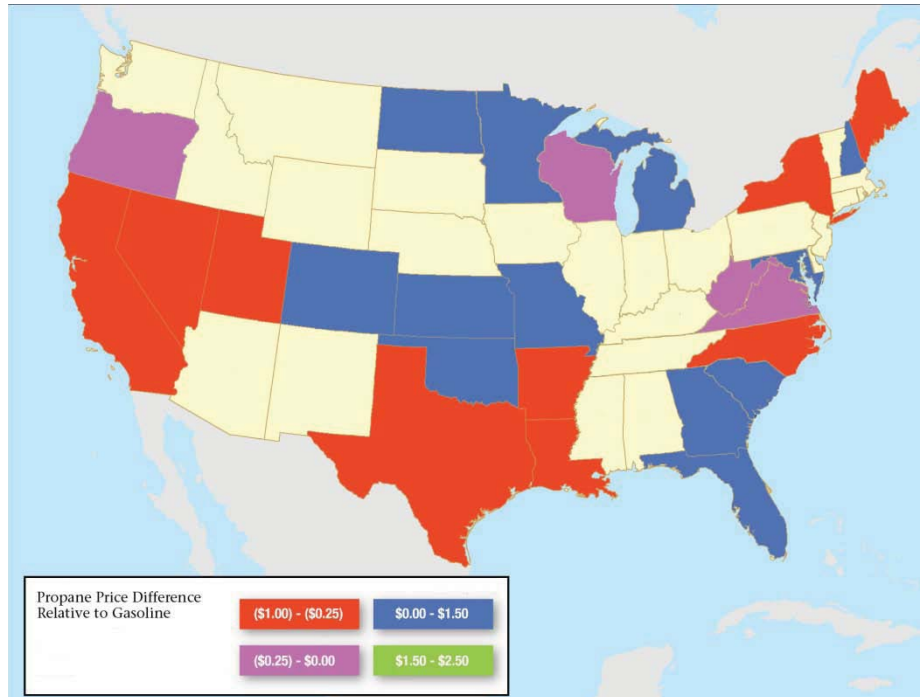 Propane Price Difference
Relative to Gasoline
($1.00) - ($0.25)
$0.00 - $1.50
($0.25) - $0.00
$1.50 - $2.50